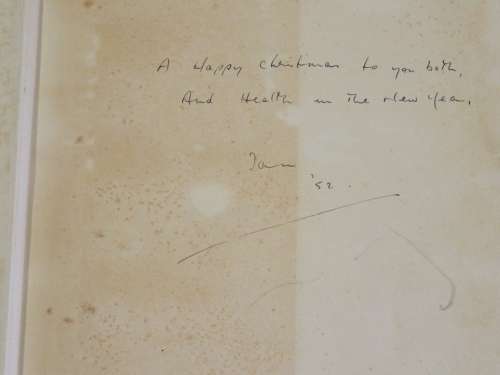 A Happy Christmas to you both,
And Health in The New Year,
'52.